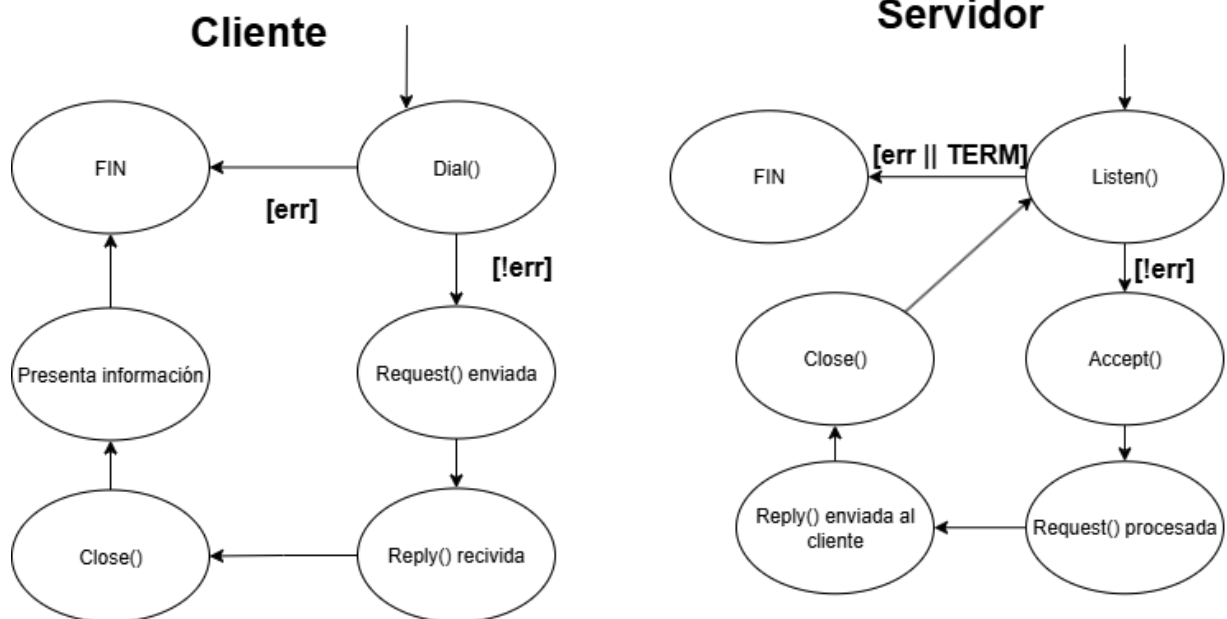 Cliente
FIN
Dial()
[err]
[!err]
Presenta información
Request() enviada
Close()
Reply() recivida
Servidor
FIN
[err || TERM]
Listen()
[!err]
Close()
Accept()
Reply() enviada al
cliente
Request() procesada